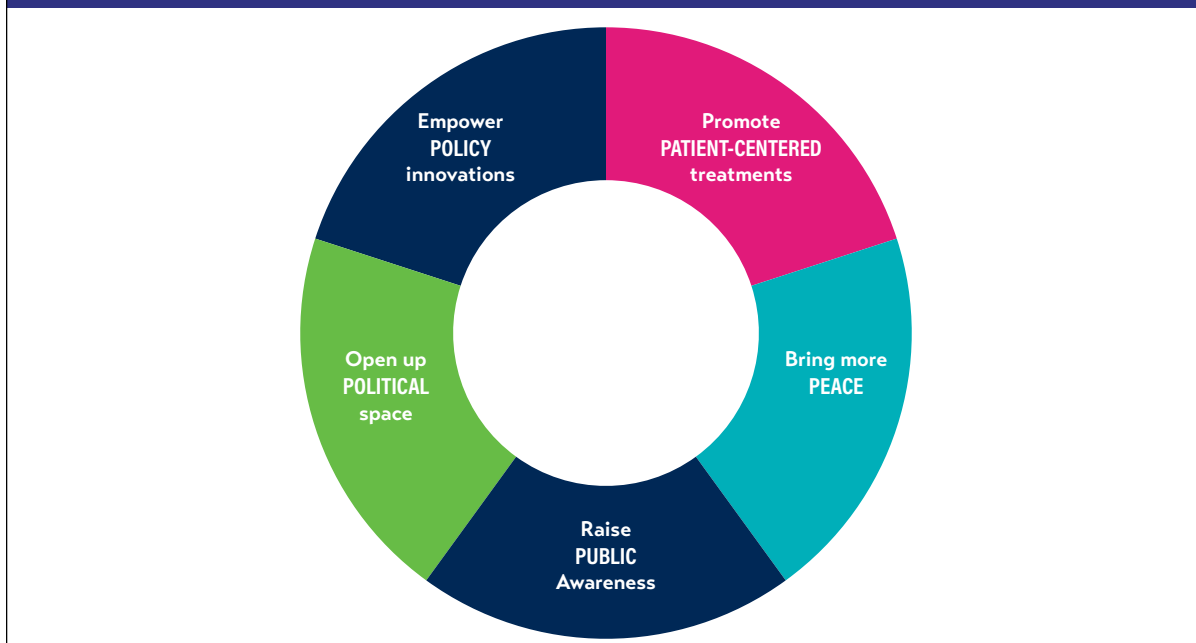 Empower
POLICY
innovations
Promote
PATIENT-CENTERED
treatments
Open up
POLITICAL
space
Bring more
PEACE
Raise
PUBLIC
Awareness